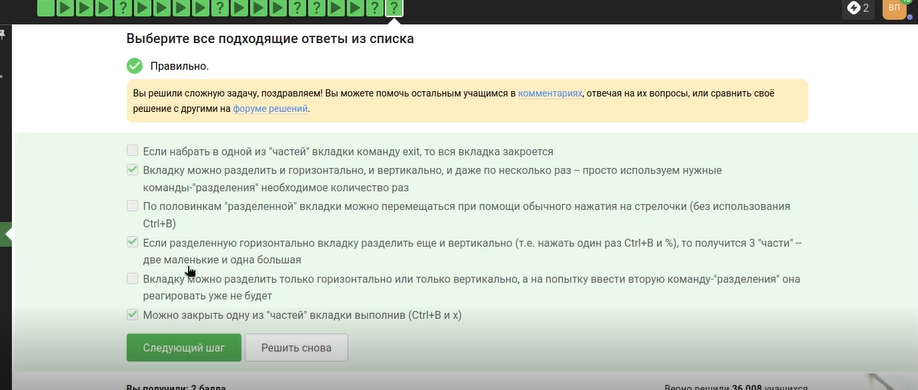 2
ВП
Выберите все подходящие ответы из списка
Правильно.
Вы решили сложную задачу, поздравляем! Вы можете помочь остальным учащимся в комментариях, отвечая на их вопросы, или сравнить своё
решение с другими на форуме решений.
Если набрать в одной из "частей" вкладки команду exit, то вся вкладка закроется
Вкладку можно разделить и горизонтально, и вертикально, и даже по несколько раз -- просто используем нужные
команды-"разделения" необходимое количество раз
По половинкам "разделенной" вкладки можно перемещаться при помощи обычного нажатия на стрелочки (без использования
Ctrl+B)
Если разделенную горизонтально вкладку разделить еще и вертикально (т.е. нажать один раз Ctrl+B и %), то получится 3 "части" --
две маленькие и одна большая
Вкладку можно разделить только горизонтально или только вертикально, а на попытку ввести вторую команду-"разделения" она
реагировать уже не будет
Можно закрыть одну из "частей" вкладки выполнив (Ctrl+B и x)
Следующий шаг Решить снова
Вы получили: 2 балла Верно решили 36 008 учащихся